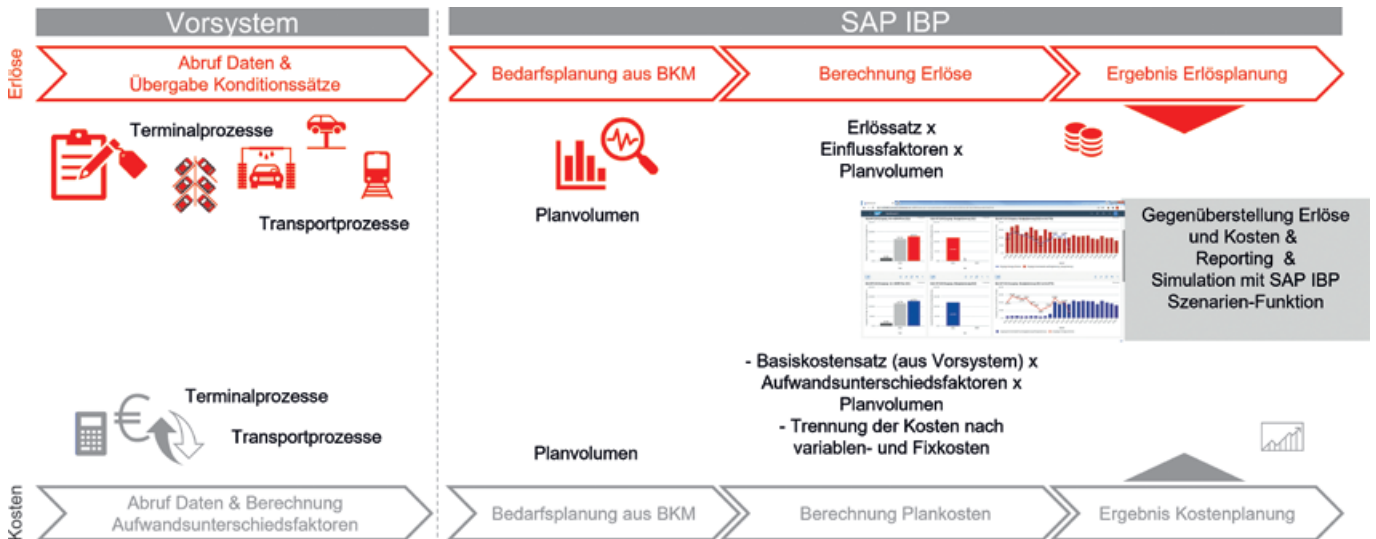 Vorsystem
SAP IBP
Erlöse
Abruf Daten &
Übergabe Konditionssätze
Bedarfsplanung aus BKM
Berechnung Erlöse
Ergebnis Erlösplanung
Terminalprozesse
Transportprozesse
Planvolumen
Erlössatz x
Einflussfaktoren x
Planvolumen
Gegenüberstellung Erlöse
und Kosten &
Reporting &
Simulation mit SAP IBP
Szenarien-Funktion
- Basiskostensatz (aus Vorsystem) x
Aufwandsunterschiedsfaktoren x
Planvolumen
- Trennung der Kosten nach
variablen- und Fixkosten
Terminalprozesse
Transportprozesse
Planvolumen
Kosten
Abruf Daten & Berechnung
Aufwandsunterschiedsfaktoren
Bedarfsplanung aus BKM
Berechnung Plankosten
Ergebnis Kostenplanung